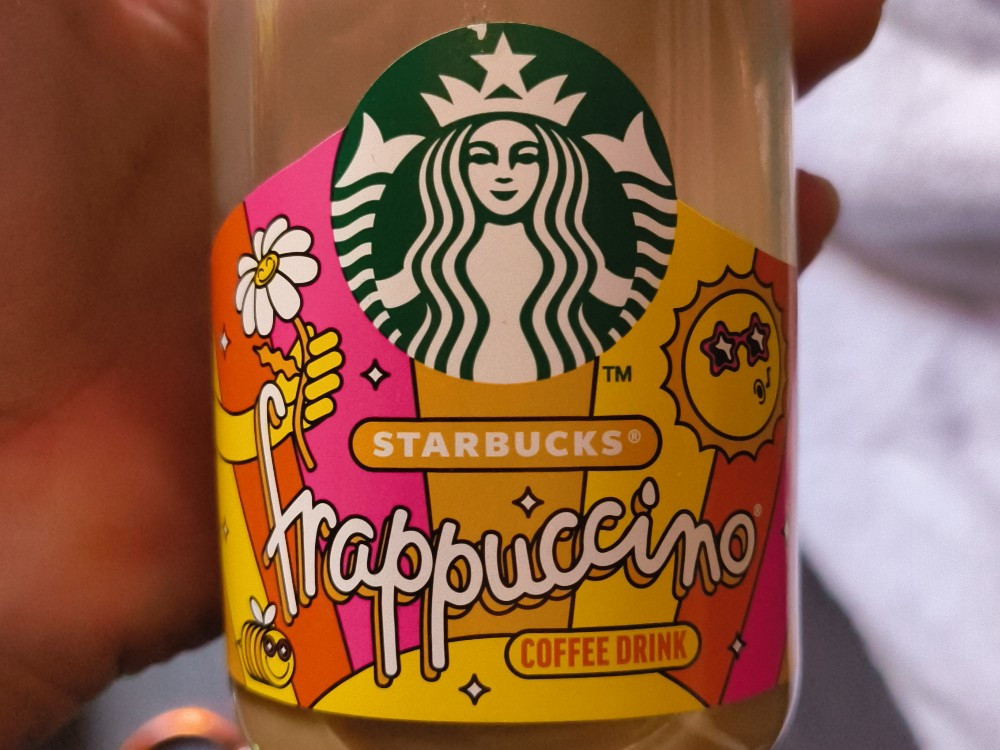 TM
STARBUCKS®
frappuccino®
COFFEE DRINK